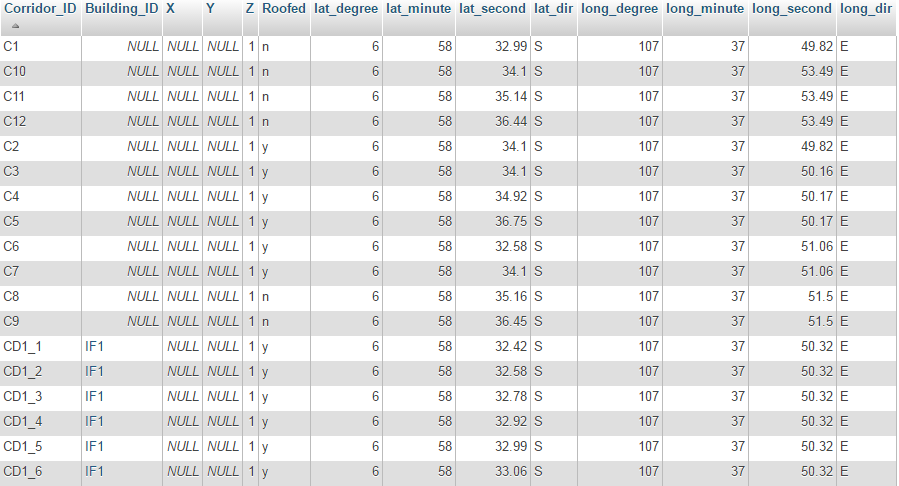 Corridor_ID Building_ID X Y Z Roofed lat_degree lat_minute lat_second lat_dir long_degree long_minute long_second long_dir
C1 NULL NULL NULL 1 n 6 58 32.99 S 107 37 49.82 E
C10 NULL NULL NULL 1 n 6 58 34.1 S 107 37 53.49 E
C11 NULL NULL NULL 1 n 6 58 35.14 S 107 37 53.49 E
C12 NULL NULL NULL 1 n 6 58 36.44 S 107 37 53.49 E
C2 NULL NULL NULL 1 y 6 58 34.1 S 107 37 49.82 E
C3 NULL NULL NULL 1 y 6 58 34.1 S 107 37 50.16 E
C4 NULL NULL NULL 1 y 6 58 34.92 S 107 37 50.17 E
C5 NULL NULL NULL 1 y 6 58 36.75 S 107 37 50.17 E
C6 NULL NULL NULL 1 y 6 58 32.58 S 107 37 51.06 E
C7 NULL NULL NULL 1 y 6 58 34.1 S 107 37 51.06 E
C8 NULL NULL NULL 1 n 6 58 35.16 S 107 37 51.5 E
C9 NULL NULL NULL 1 n 6 58 36.45 S 107 37 51.5 E
CD1_1 IF1 NULL NULL 1 y 6 58 32.42 S 107 37 50.32 E
CD1_2 IF1 NULL NULL 1 y 6 58 32.58 S 107 37 50.32 E
CD1_3 IF1 NULL NULL 1 y 6 58 32.78 S 107 37 50.32 E
CD1_4 IF1 NULL NULL 1 y 6 58 32.92 S 107 37 50.32 E
CD1_5 IF1 NULL NULL 1 y 6 58 32.99 S 107 37 50.32 E
CD1_6 IF1 NULL NULL 1 y 6 58 33.06 S 107 37 50.32 E